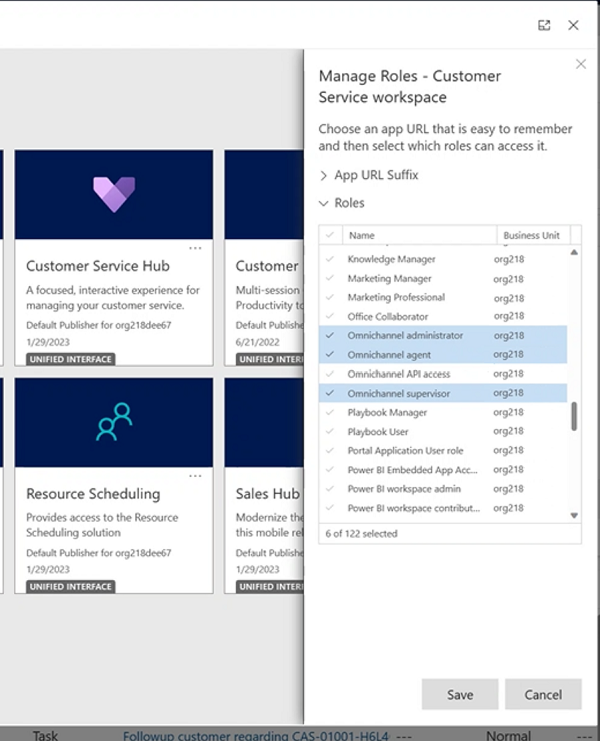 Manage Roles - Customer
Service workspace
Choose an app URL that is easy to remember
and then select which roles can access it.
App URL Suffix
Roles
Name Business Unit
Knowledge Manager org218
Marketing Manager org218
Marketing Professional org218
Office Collaborator org218
Omnichannel administrator org218
Omnichannel agent org218
Omnichannel API access org218
Omnichannel supervisor org218
Playbook Manager org218
Playbook User org218
Portal Application User role org218
Power BI Embedded App Acc... org218
Power BI workspace admin org218
Power BI workspace contribut... org218
6 of 122 selected
Save Cancel
...
Customer Service Hub
A focused, interactive experience for
managing your customer service.
Default Publisher for org218dee67
1/29/2023
UNIFIED INTERFACE
Customer
Multi-session
Productivity to
Default Publishe
6/21/2022
UNIFIED INTERF
...
Resource Scheduling
Provides access to the Resource
Scheduling solution
Default Publisher for org218dee67
1/29/2023
UNIFIED INTERFACE
Sales Hub
Modernize the
this mobile rel
Default Publishe
1/29/2023
UNIFIED INTERF
Task Followup customer regarding CAS-01001-H6L4 --- Normal ---